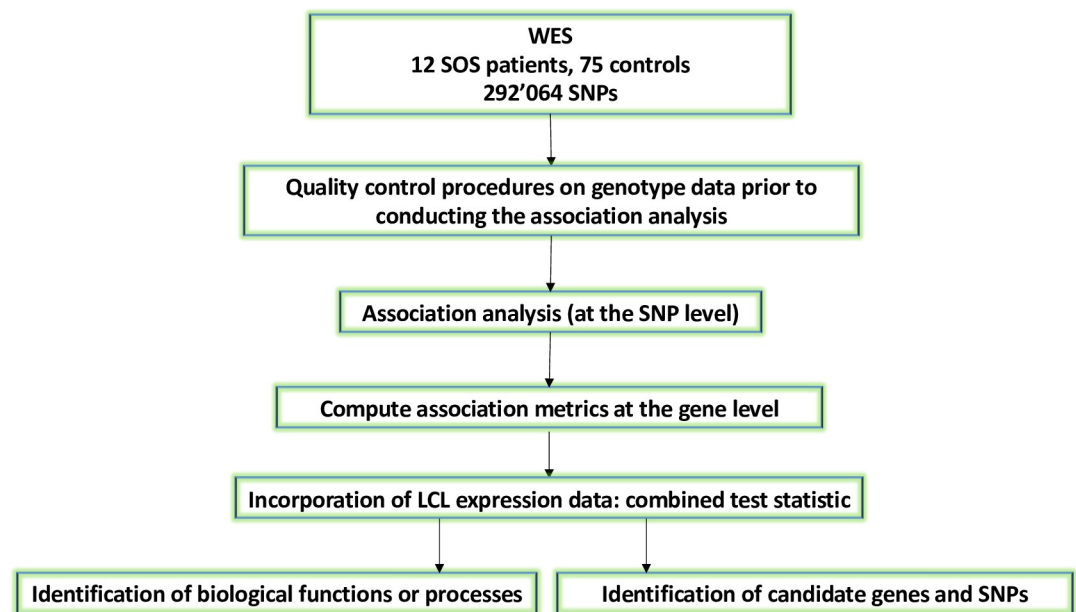 WES
12 SOS patients, 75 controls
292’064 SNPs
Quality control procedures on genotype data prior to
conducting the association analysis
Association analysis (at the SNP level)
Compute association metrics at the gene level
Incorporation of LCL expression data: combined test statistic
Identification of biological functions or processes
Identification of candidate genes and SNPs